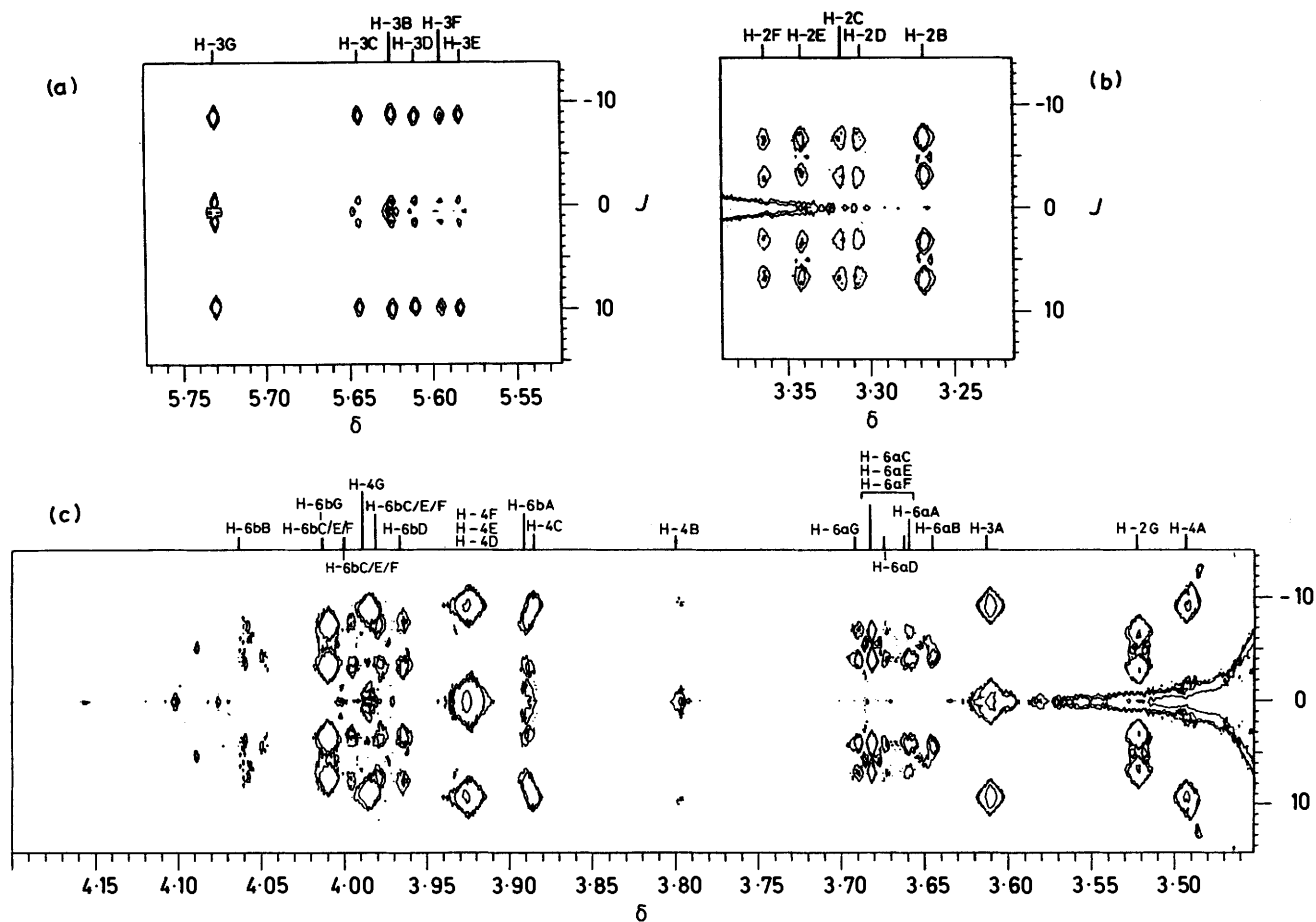 (a)
H-3G H-3C H-3B H-3D H-3F H-3E
-10
0 J
10
5·75 5·70 5·65 5·60 5·55
δ
(b)
H-2F H-2E H-2C H-2D H-2B
-10
0 J
10
3·35 3·30 3·25
δ
(c)
H-6bB
H-6bG
H-6bC/E/F
H-6bC/E/F
H-4G
H-6bC/E/F
H-6bD
H-4F
H-4E
H-4D
H-6bA
H-4C
H-4B
H-6aC
H-6aE
H-6aF
H-6aG
H-6aD
H-6aA
H-6aB
H-3A
H-2G
H-4A
-10
0
10
4·15 4·10 4·05 4·00 3·95 3·90 3·85 3·80 3·75 3·70 3·65 3·60 3·55 3·50
δ